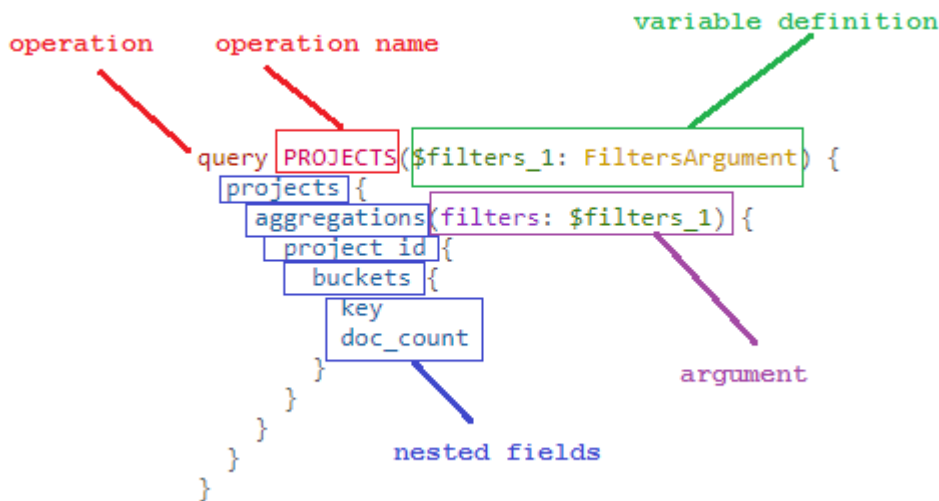 variable definition
operation operation name
query PROJECTS($filters_1: FiltersArgument) {
projects {
aggregations(filters: $filters_1) {
project_id {
buckets {
key
doc_count
}
argument
}
}
nested fields
}
}